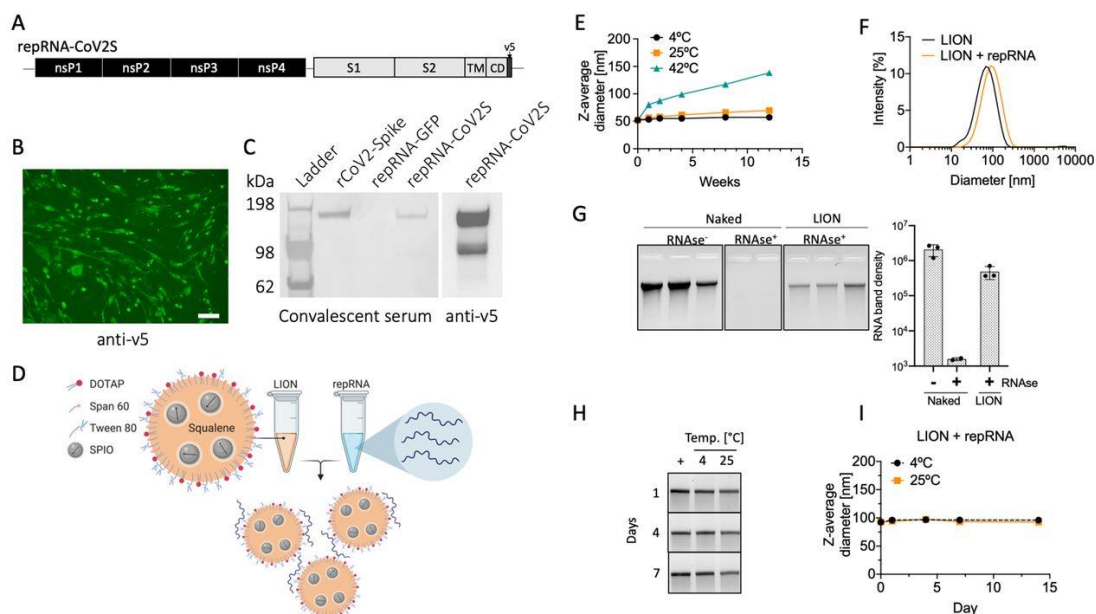 A
repRNA-CoV2S
v5
nsP1 nsP2 nsP3 nsP4 S1 S2 TM CD
B
anti-v5
C
Ladder
rCoV2-Spike
repRNA-GFP
repRNA-CoV2S
repRNA-CoV2S
kDa
198
98
62
Convalescent serum
anti-v5
D
DOTAP
Span 60
Tween 80
SPIO
Squalene
LION
repRNA
E
4ºC
25ºC
42ºC
Z-average
diameter [nm]
200
150
100
50
0
0 5 10 15
Weeks
F
LION
LION + repRNA
Intensity [%]
15
10
5
0
1 10 100 1000 10000
Diameter [nm]
G
Naked LION
RNAse- RNAse+ RNAse+
RNA band density
10⁷
10⁶
10⁵
10⁴
10³
- + + RNAse
Naked LION
H
Temp. [°C]
+ 4 25
Days
1
4
7
I
LION + repRNA
4ºC
25ºC
Z-average
diameter [nm]
200
150
100
50
0
0 5 10 15
Day